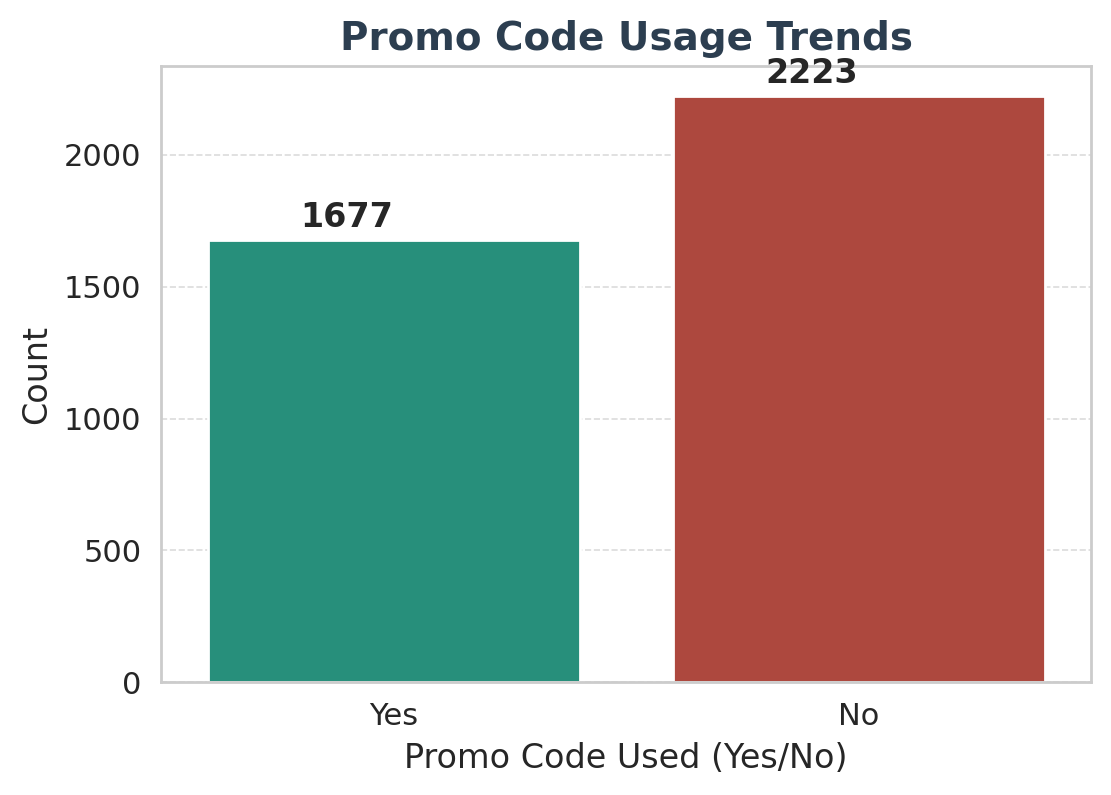 Promo Code Usage Trends
2223
2000
1677
1500
1000
500
0
Count
Yes
No
Promo Code Used (Yes/No)